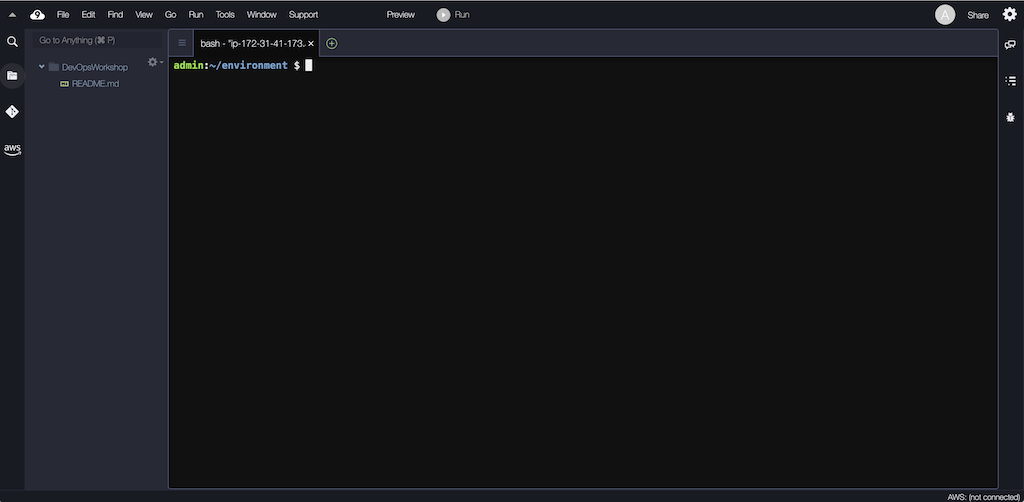 9 File Edit Find View Go Run Tools Window Support Preview Run A Share
Go to Anything (⌘ P)
bash - "ip-172-31-41-173. ×
DevOpsWorkshop
README.md
aws
admin:~/environment $
AWS: (not connected)